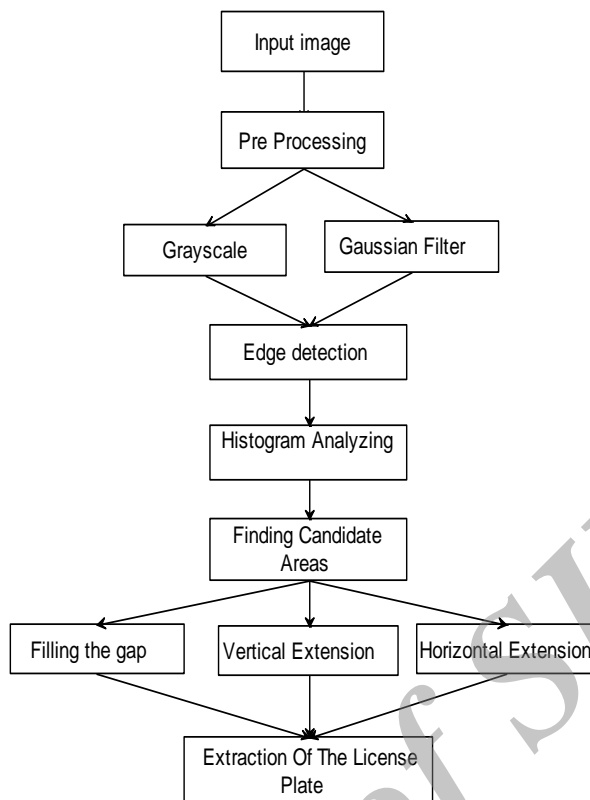 Input image
Pre Processing
Grayscale
Gaussian Filter
Edge detection
Histogram Analyzing
Finding Candidate
Areas
Filling the gap
Vertical Extension
Horizontal Extension
Extraction Of The License
Plate
of